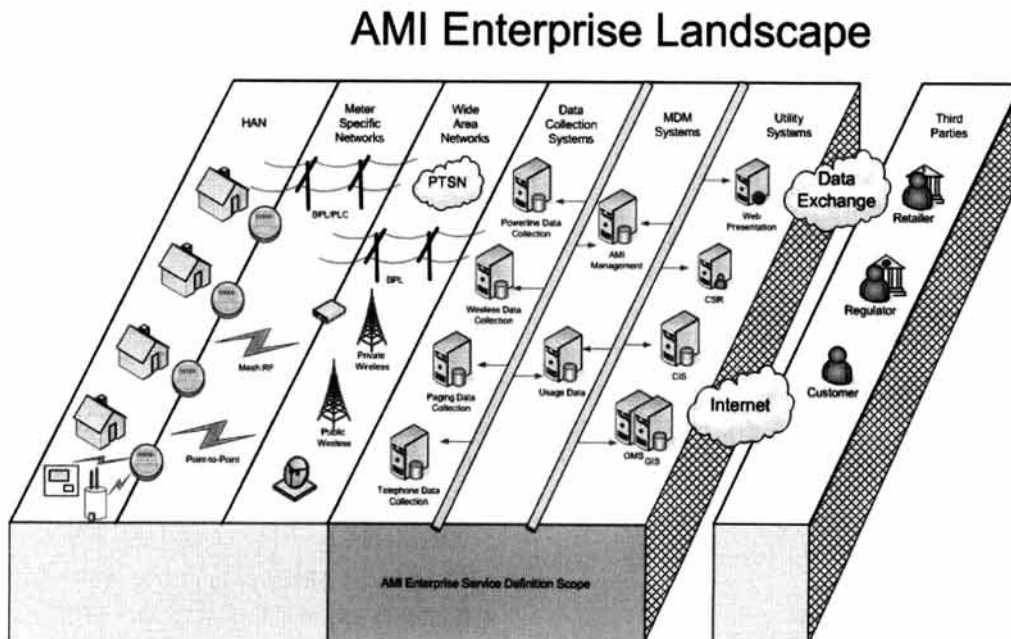 AMI Enterprise Landscape
HAN
Meter
Specific
Networks
Wide
Area
Networks
Data
Collection
Systems
MDM
Systems
Utility
Systems
Third
Parties
BPL/PLC
PTSN
Powerline Data
Collection
AMI
Management
Web
Presentation
Data
Exchange
Retailer
BPL
Wireless Data
Collection
CSR
Regulator
Mesh RF
Private
Wireless
Paging Data
Collection
Usage Data
CIS
Internet
Customer
Point-to-Point
Public
Wireless
Telephone Data
Collection
OMS
GIS
AMI Enterprise Service Definition Scope